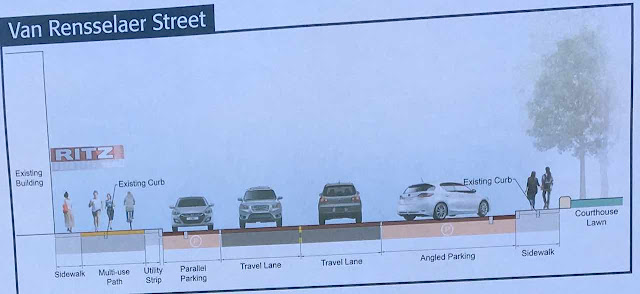 Van Rensselaer Street
RITZ
Existing
Building
Existing Curb
Existing Curb
Courthouse
Lawn
Sidewalk
Multi-use
Path
Utility
Strip
Parallel
Parking
Travel Lane
Travel Lane
Angled Parking
Sidewalk